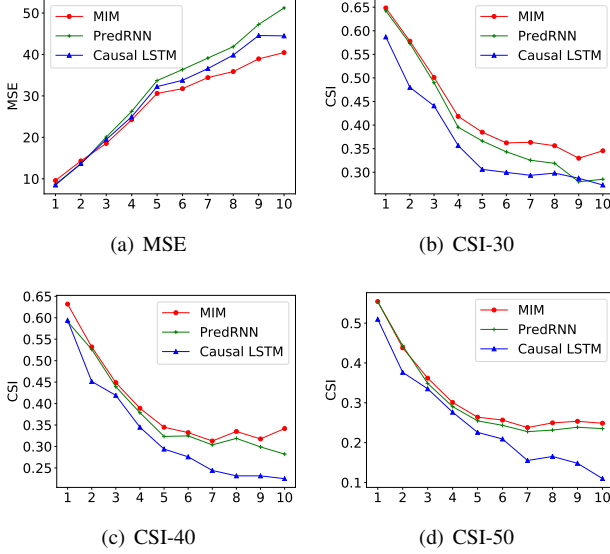 50
40
30
20
10
MSE
MIM
PredRNN
Causal LSTM
1 2 3 4 5 6 7 8 9 10
(a) MSE
0.65
0.60
0.55
0.50
0.45
0.40
0.35
0.30
CSI
MIM
PredRNN
Causal LSTM
1 2 3 4 5 6 7 8 9 10
(b) CSI-30
0.65
0.60
0.55
0.50
0.45
0.40
0.35
0.30
0.25
CSI
MIM
PredRNN
Causal LSTM
1 2 3 4 5 6 7 8 9 10
(c) CSI-40
0.5
0.4
0.3
0.2
0.1
CSI
MIM
PredRNN
Causal LSTM
1 2 3 4 5 6 7 8 9 10
(d) CSI-50